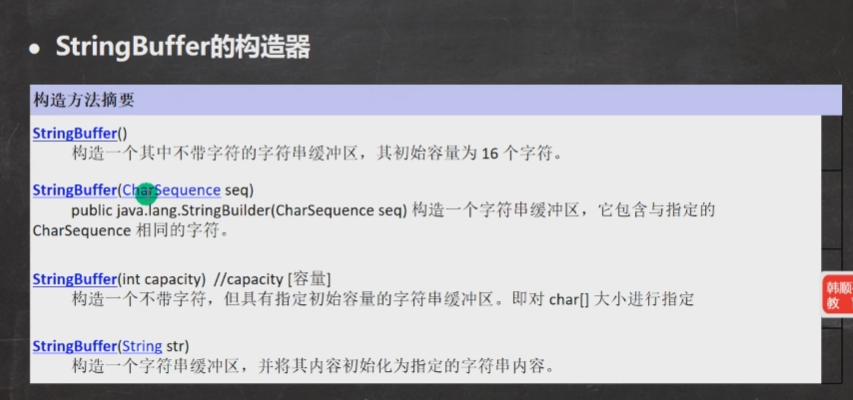 ● StringBuffer的构造器
构造方法摘要
StringBuffer()
构造一个其中不带字符的字符串缓冲区，其初始容量为 16 个字符。
StringBuffer(CharSequence seq)
public java.lang.StringBuilder(CharSequence seq) 构造一个字符串缓冲区，它包含与指定的
CharSequence 相同的字符。
StringBuffer(int capacity) //capacity [容量]
构造一个不带字符，但具有指定初始容量的字符串缓冲区。即对 char[] 大小进行指定
StringBuffer(String str)
构造一个字符串缓冲区，并将其内容初始化为指定的字符串内容。
韩顺
教